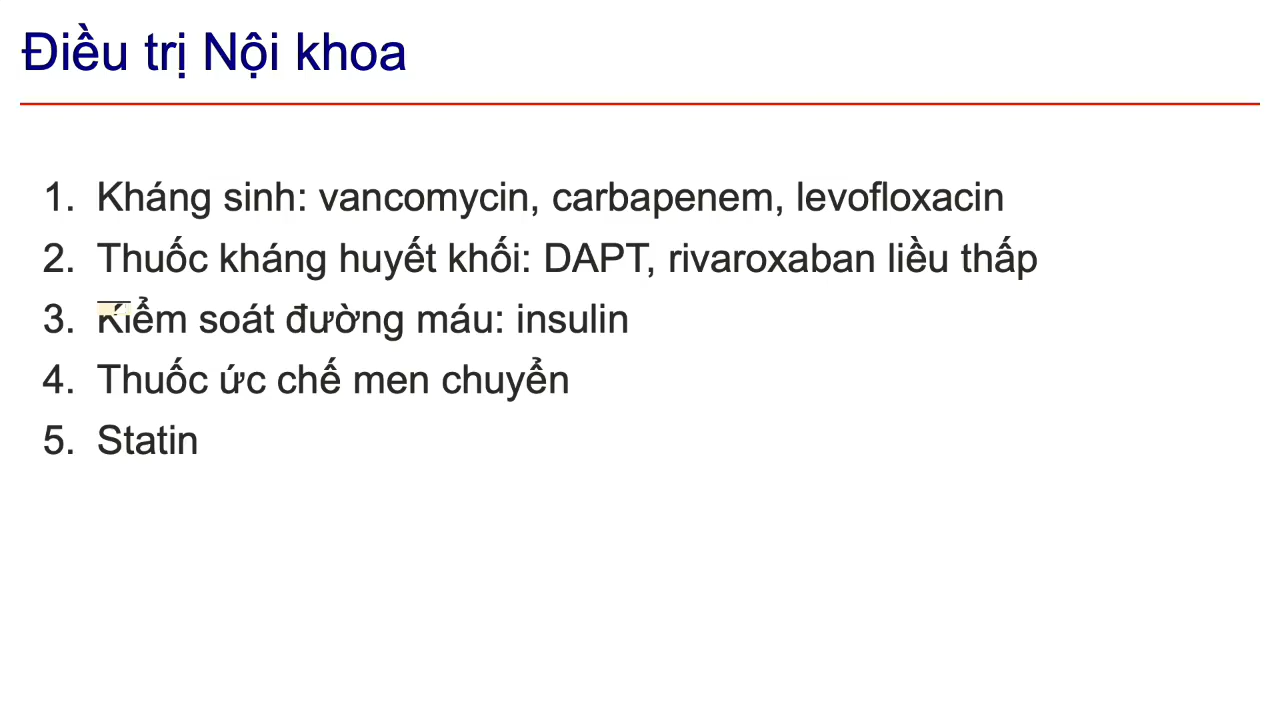 Điều trị Nội khoa
1. Kháng sinh: vancomycin, carbapenem, levofloxacin
2. Thuốc kháng huyết khối: DAPT, rivaroxaban liều thấp
3. Kiểm soát đường máu: insulin
4. Thuốc ức chế men chuyển
5. Statin